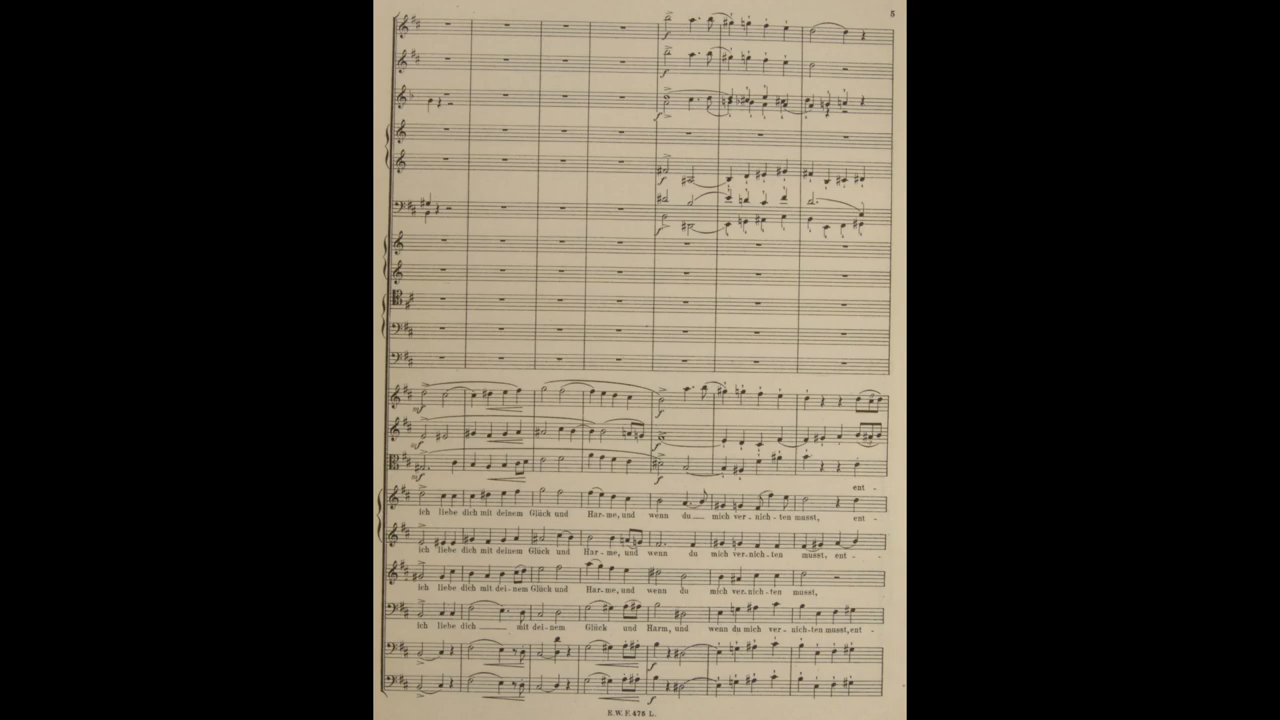 5
f
f
f
f
f
mf
f
mf
f
mf
f
ent -
ich liebe dich mit deinem Glück und Har-me, und wenn du mich ver-nich-ten musst, ent -
ich liebe dich mit deinem Glück und Har-me, und wenn du mich ver-nich-ten musst, ent -
ich liebe dich mit dei-nem Glück und Har-me, und wenn du mich ver-nich-ten musst,
ich liebe dich mit dei-nem Glück und Harm, und wenn du mich ver-nich-ten musst, ent -
f
f
E.W.F. 476 L.